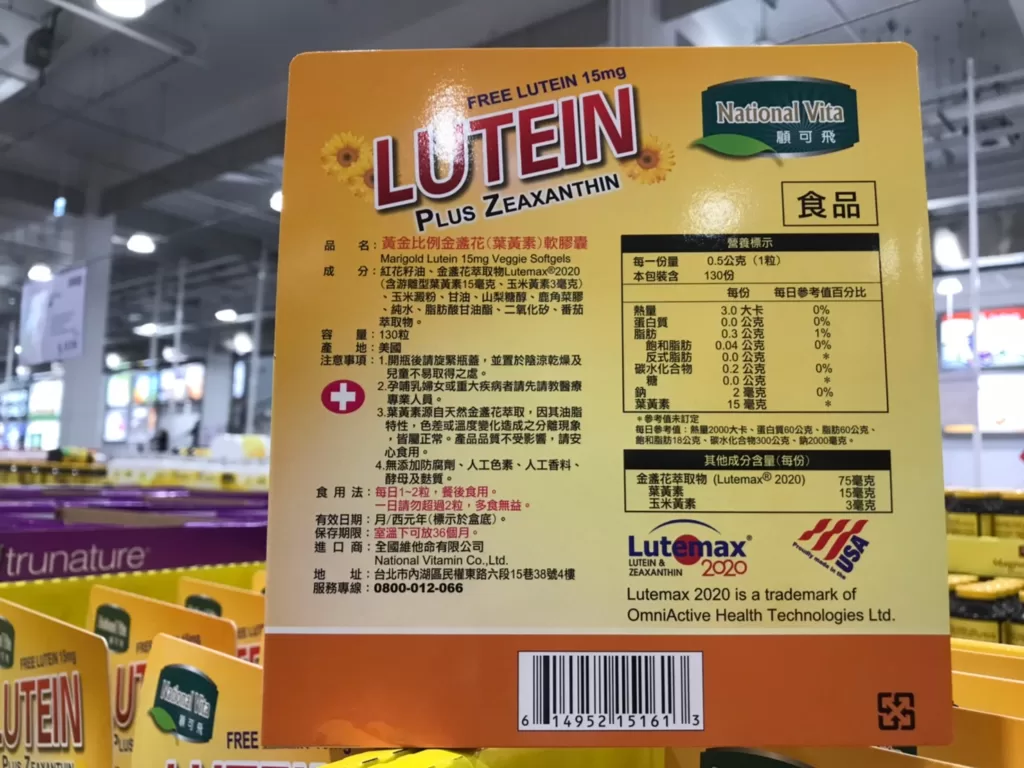 FREE LUTEIN 15mg
LUTEIN
PLUS ZEAXANTHIN
National Vita
顧可飛
食品
品 名：黃金比例金盞花(葉黃素)軟膠囊
Marigold Lutein 15mg Veggie Softgels
成 分：紅花籽油、金盞花萃取物Lutemax®2020
(含游離型葉黃素15毫克、玉米黃素3毫克)
、玉米澱粉、甘油、山梨糖醇、鹿角菜膠
、純水、脂肪酸甘油酯、二氧化矽、番茄
萃取物。
容 量：130粒
產 地：美國
注意事項：1.開瓶後請旋緊瓶蓋，並置於陰涼乾燥及
兒童不易取得之處。
2.孕哺乳婦女或重大疾病者請先請教醫療
專業人員。
3.葉黃素源自天然金盞花萃取，因其油脂
特性，色差或溫度變化造成之分離現象
，皆屬正常。產品品質不受影響，請安
心食用。
4.無添加防腐劑、人工色素、人工香料、
酵母及麩質。
食 用 法：每日1~2粒，餐後食用。
一日請勿超過2粒，多食無益。
有效日期：月/西元年(標示於盒底)。
保存期限：室溫下可放36個月。
進 口 商：全國維他命有限公司
National Vitamin Co.,Ltd.
地 址：台北市內湖區民權東路六段15巷38號4樓
服務專線：0800-012-066
營養標示
每一份量 0.5公克（1粒）
本包裝含 130份
每份 每日參考值百分比
熱量 3.0 大卡 0%
蛋白質 0.0 公克 0%
脂肪 0.3 公克 1%
飽和脂肪 0.04 公克 0%
反式脂肪 0.0 公克 *
碳水化合物 0.2 公克 0%
糖 0.0 公克 *
鈉 2 毫克 0%
葉黃素 15 毫克 *
*參考值未訂定
每日參考值：熱量2000大卡、蛋白質60公克、脂肪60公克、
飽和脂肪18公克、碳水化合物300公克、鈉2000毫克。
其他成分含量(每份)
金盞花萃取物 (Lutemax® 2020) 75毫克
葉黃素 15毫克
玉米黃素 3毫克
Lutemax®
LUTEIN &
ZEAXANTHIN 2020
Proudly made in the
USA
Lutemax 2020 is a trademark of
OmniActive Health Technologies Ltd.
6 14952 15161 3
trunature®
FREE LUTEIN 15mg
UTEIN
PLUS ZEAXANTHIN
National Vita
顧可飛
FREE